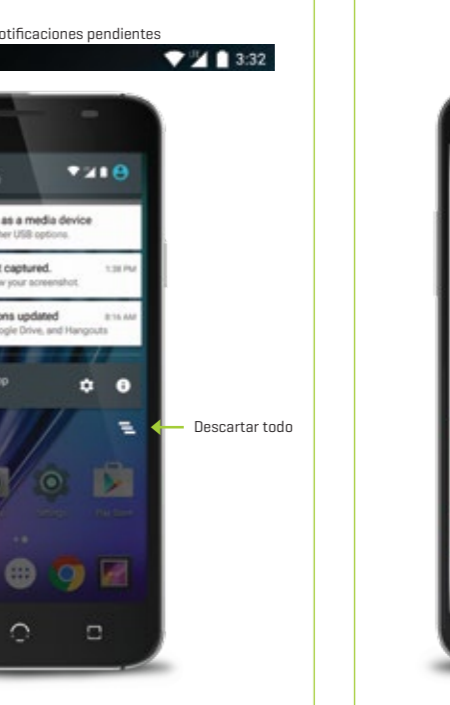 otificaciones pendientes
3:32
as a media device
her USB options.
t captured.
1:38 PM
w your screenshot.
ons updated
8:16 AM
ogle Drive, and Hangouts
Descartar todo
Settings
Play Store